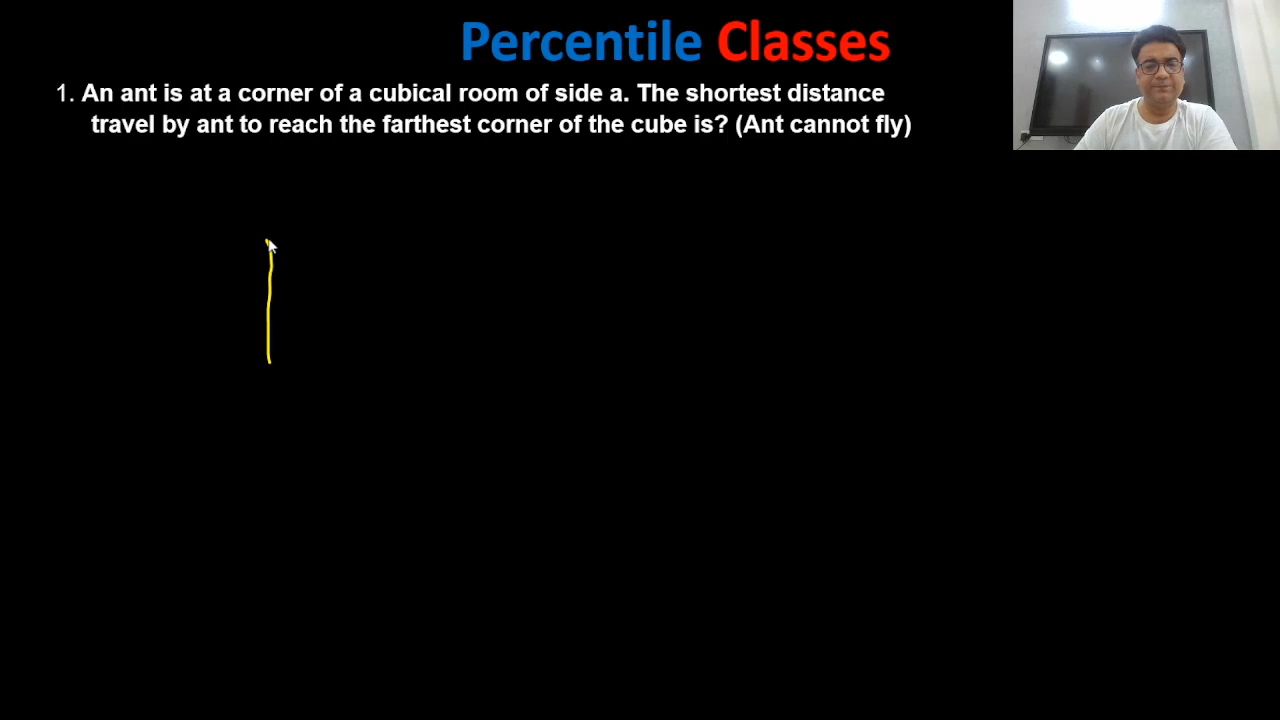 Percentile Classes
1. An ant is at a corner of a cubical room of side a. The shortest distance
travel by ant to reach the farthest corner of the cube is? (Ant cannot fly)